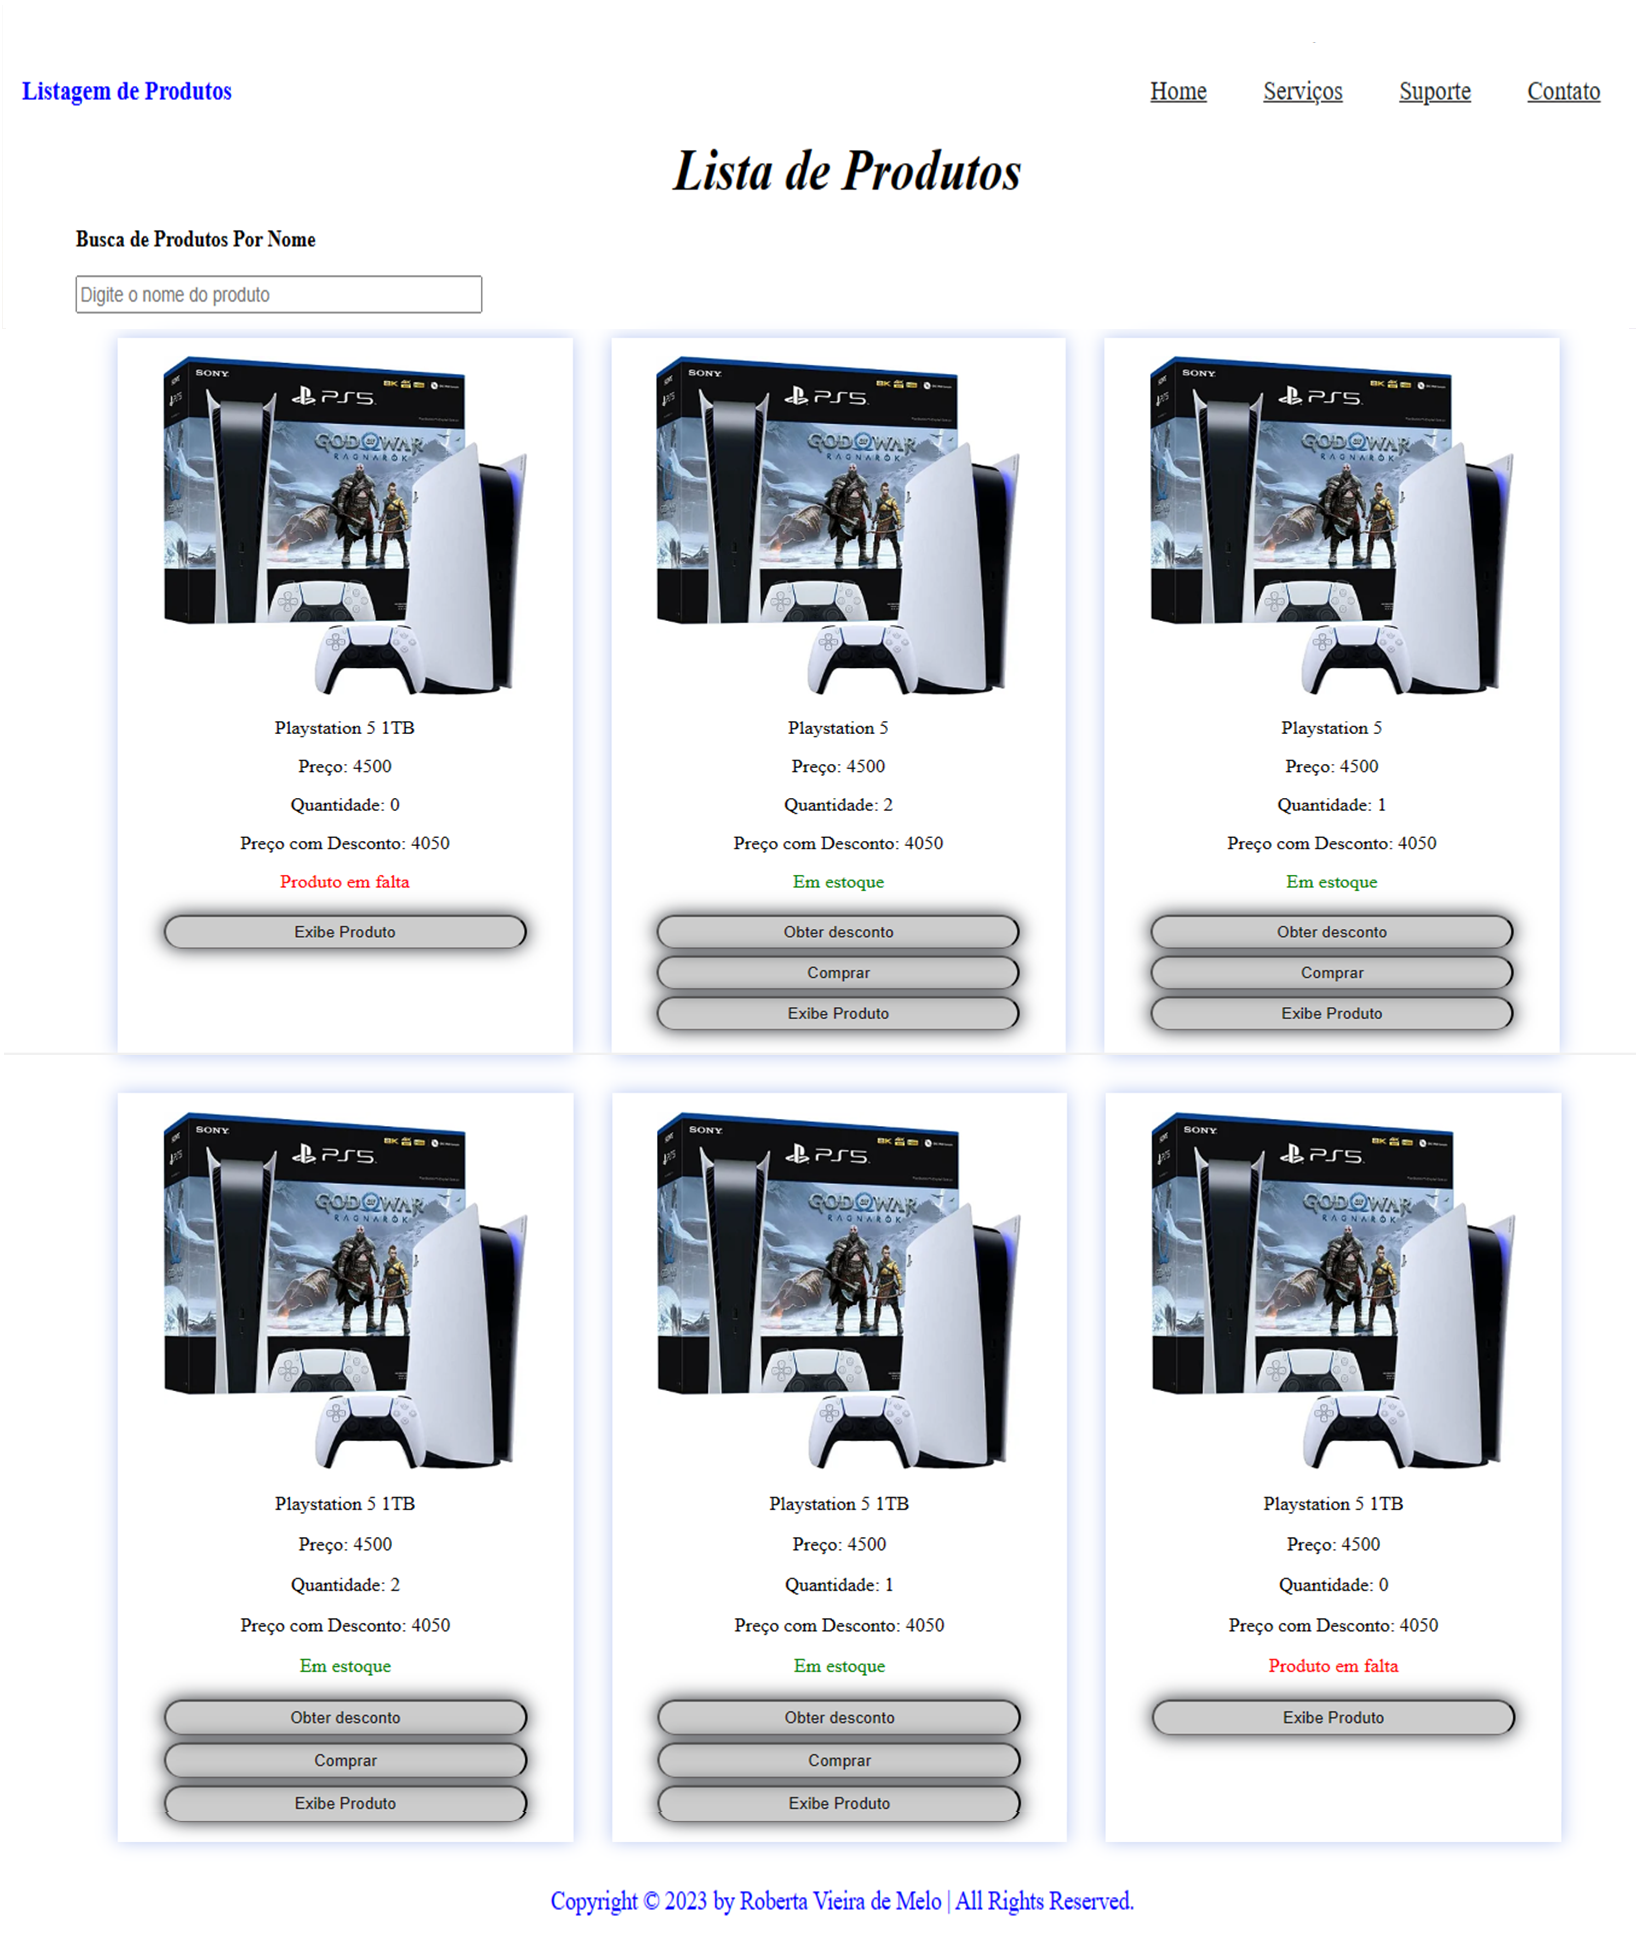 Listagem de Produtos
Home Serviços Suporte Contato
Lista de Produtos
Busca de Produtos Por Nome
Digite o nome do produto
SONY
PS5
8K
GOD OF WAR
RAGNARÖK
Playstation 5 1TB
Preço: 4500
Quantidade: 0
Preço com Desconto: 4050
Produto em falta
Exibe Produto
SONY
PS5
8K
GOD OF WAR
RAGNARÖK
Playstation 5
Preço: 4500
Quantidade: 2
Preço com Desconto: 4050
Em estoque
Obter desconto
Comprar
Exibe Produto
SONY
PS5
8K
GOD OF WAR
RAGNARÖK
Playstation 5
Preço: 4500
Quantidade: 1
Preço com Desconto: 4050
Em estoque
Obter desconto
Comprar
Exibe Produto
SONY
PS5
8K
GOD OF WAR
RAGNARÖK
Playstation 5 1TB
Preço: 4500
Quantidade: 2
Preço com Desconto: 4050
Em estoque
Obter desconto
Comprar
Exibe Produto
SONY
PS5
8K
GOD OF WAR
RAGNARÖK
Playstation 5 1TB
Preço: 4500
Quantidade: 1
Preço com Desconto: 4050
Em estoque
Obter desconto
Comprar
Exibe Produto
SONY
PS5
8K
GOD OF WAR
RAGNARÖK
Playstation 5 1TB
Preço: 4500
Quantidade: 0
Preço com Desconto: 4050
Produto em falta
Exibe Produto
Copyright © 2023 by Roberta Vieira de Melo | All Rights Reserved.